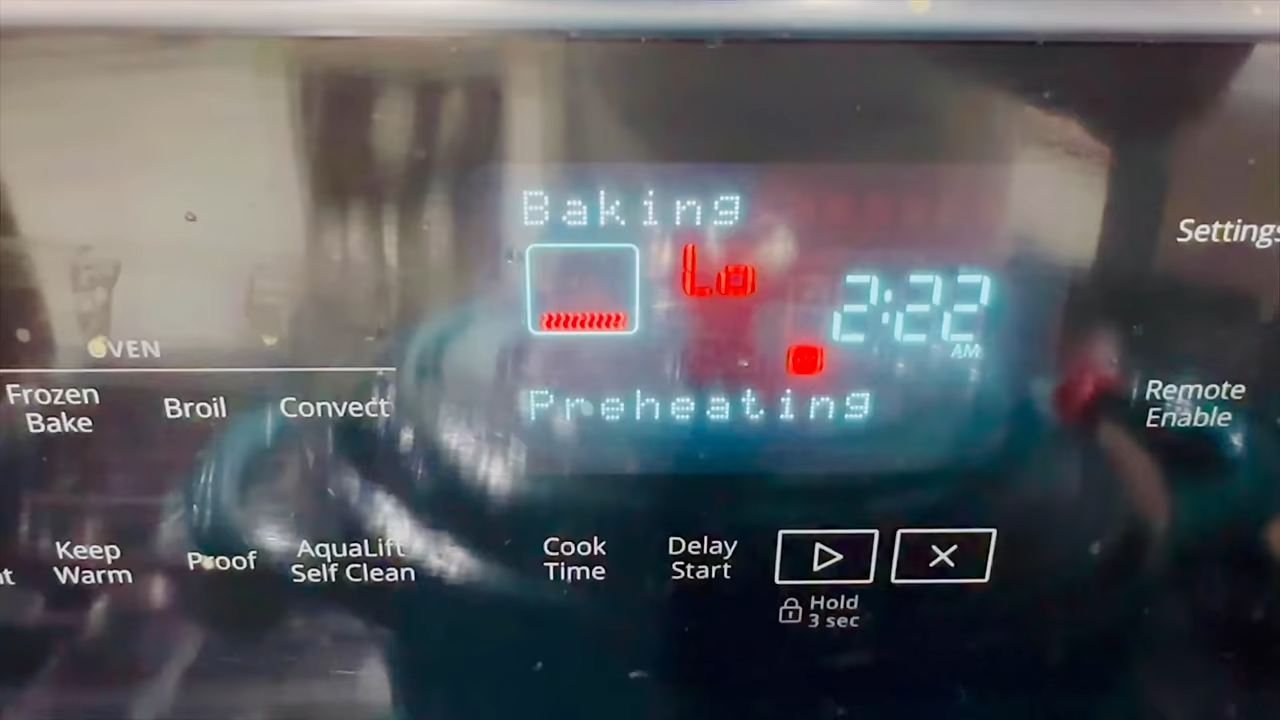 Baking
Lo
2:22
AM
Preheating
Settings
OVEN
Frozen
Bake
Broil
Convect
Remote
Enable
Keep
Warm
Proof
AquaLift
Self Clean
Cook
Time
Delay
Start
Hold
3 sec